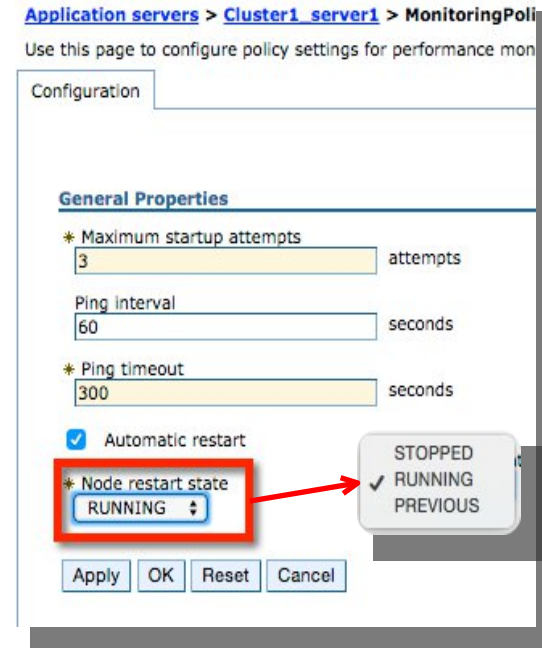 Application servers > Cluster1_server1 > MonitoringPoli
Use this page to configure policy settings for performance mon
Configuration
General Properties
* Maximum startup attempts
3 attempts
Ping interval
60 seconds
* Ping timeout
300 seconds
Automatic restart
* Node restart state
RUNNING
STOPPED
✓ RUNNING
PREVIOUS
Apply OK Reset Cancel